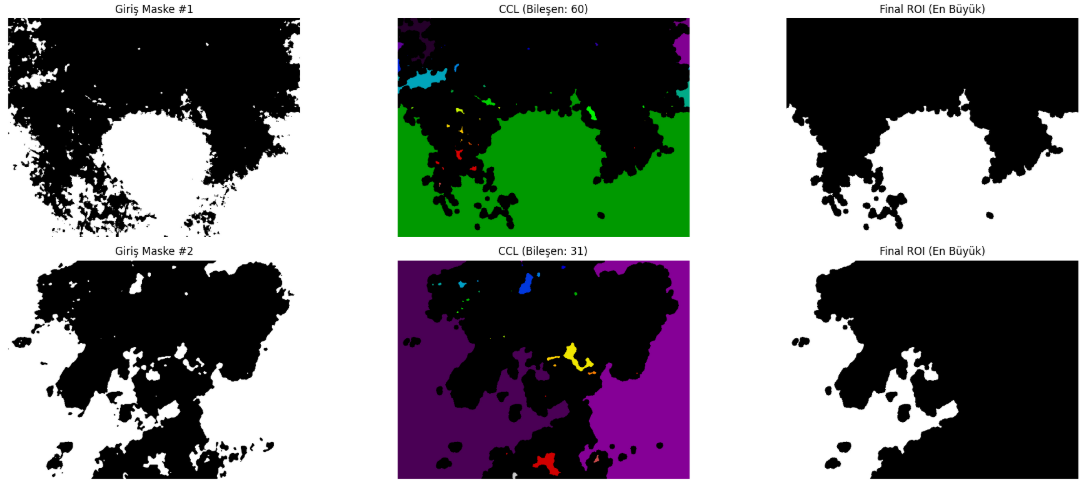 Giriş Maske #1
CCL (Bileşen: 60)
Final ROI (En Büyük)
Giriş Maske #2
CCL (Bileşen: 31)
Final ROI (En Büyük)